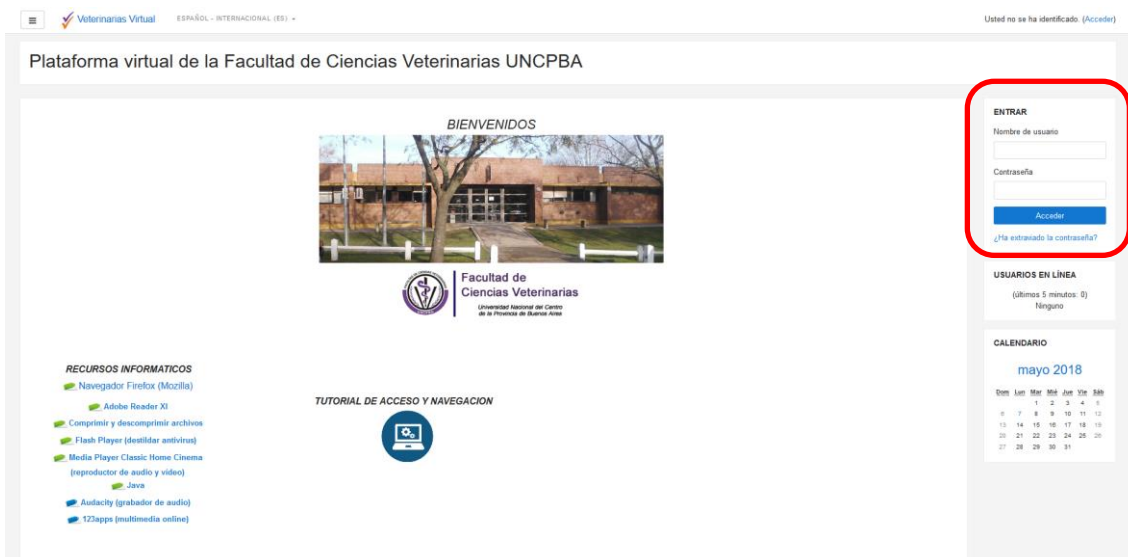 Veterinarias Virtual
ESPAÑOL - INTERNACIONAL (ES)
Usted no se ha identificado. (Acceder)
Plataforma virtual de la Facultad de Ciencias Veterinarias UNCPBA
BIENVENIDOS
Facultad de
Ciencias Veterinarias
Universidad Nacional del Centro
de la Provincia de Buenos Aires
RECURSOS INFORMATICOS
Navegador Firefox (Mozilla)
Adobe Reader XI
Comprimir y descomprimir archivos
Flash Player (destildar antivirus)
Media Player Classic Home Cinema
(reproductor de audio y video)
Java
Audacity (grabador de audio)
123apps (multimedia online)
TUTORIAL DE ACCESO Y NAVEGACION
ENTRAR
Nombre de usuario
Contraseña
Acceder
¿Ha extraviado la contraseña?
USUARIOS EN LÍNEA
(últimos 5 minutos: 0)
Ninguno
CALENDARIO
mayo 2018
Dom Lun Mar Mié Jue Vie Sáb
1 2 3 4 5
6 7 8 9 10 11 12
13 14 15 16 17 18 19
20 21 22 23 24 25 26
27 28 29 30 31